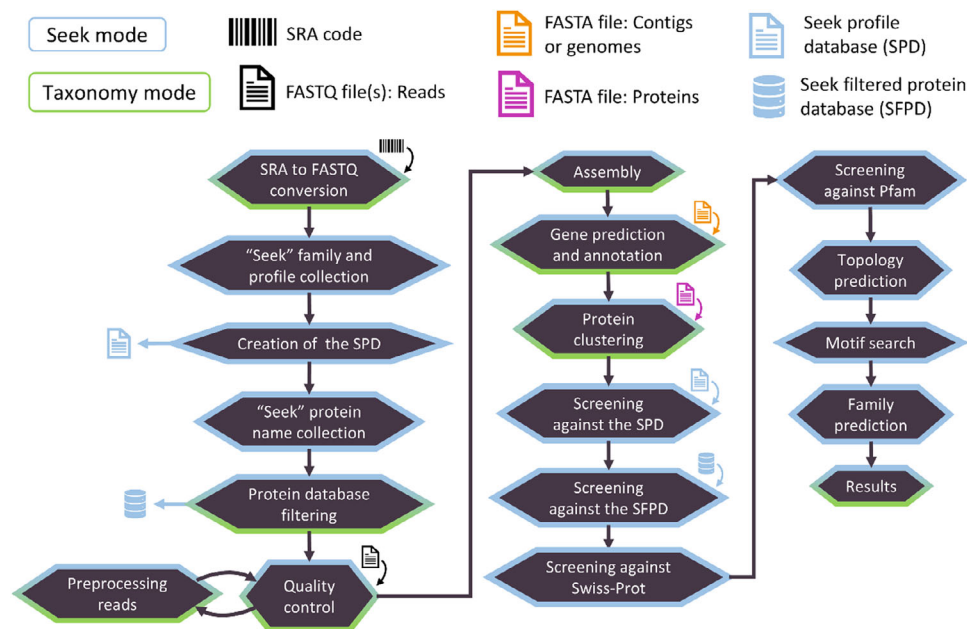 Seek mode
Taxonomy mode
SRA code
FASTQ file(s): Reads
FASTA file: Contigs
or genomes
FASTA file: Proteins
Seek profile
database (SPD)
Seek filtered protein
database (SFPD)
SRA to FASTQ
conversion
“Seek” family and
profile collection
Creation of the SPD
“Seek” protein
name collection
Protein database
filtering
Preprocessing
reads
Quality
control
Assembly
Gene prediction
and annotation
Protein
clustering
Screening
against the SPD
Screening
against the SFPD
Screening against
Swiss-Prot
Screening
against Pfam
Topology
prediction
Motif search
Family
prediction
Results